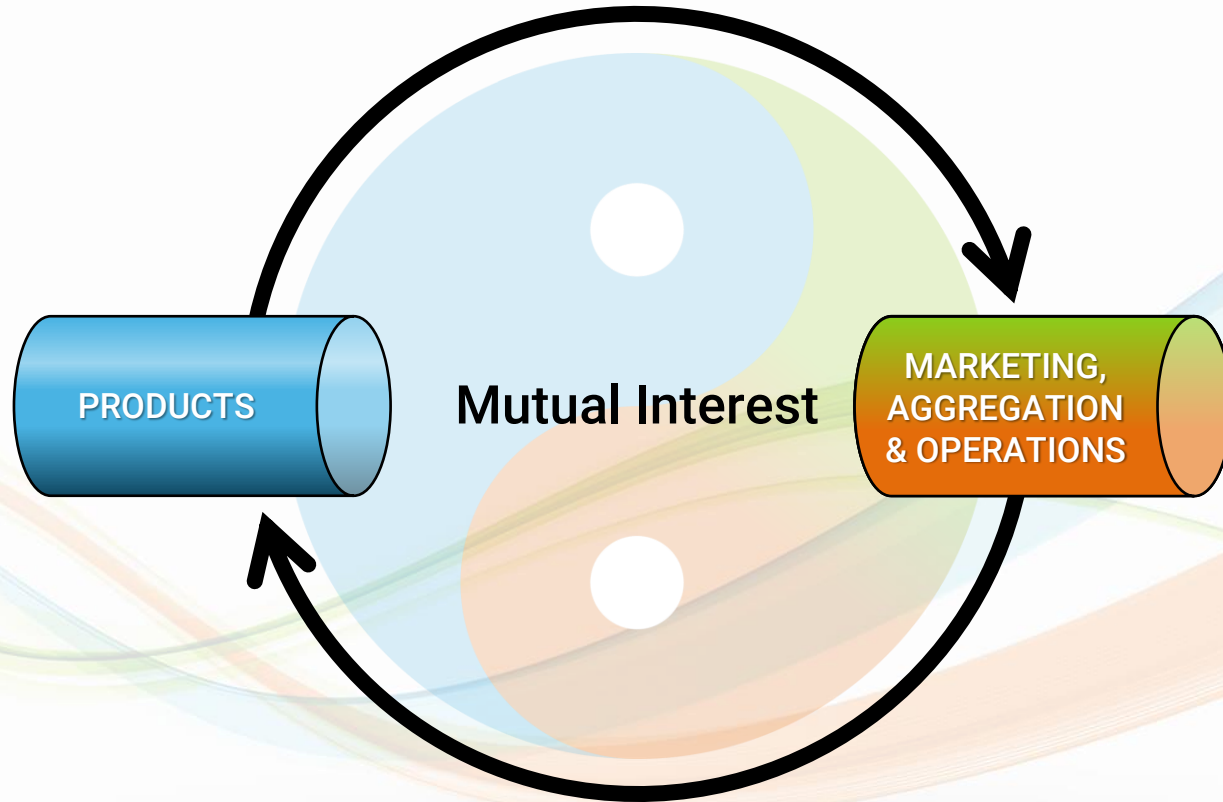 PRODUCTS
Mutual Interest
MARKETING,
AGGREGATION
& OPERATIONS